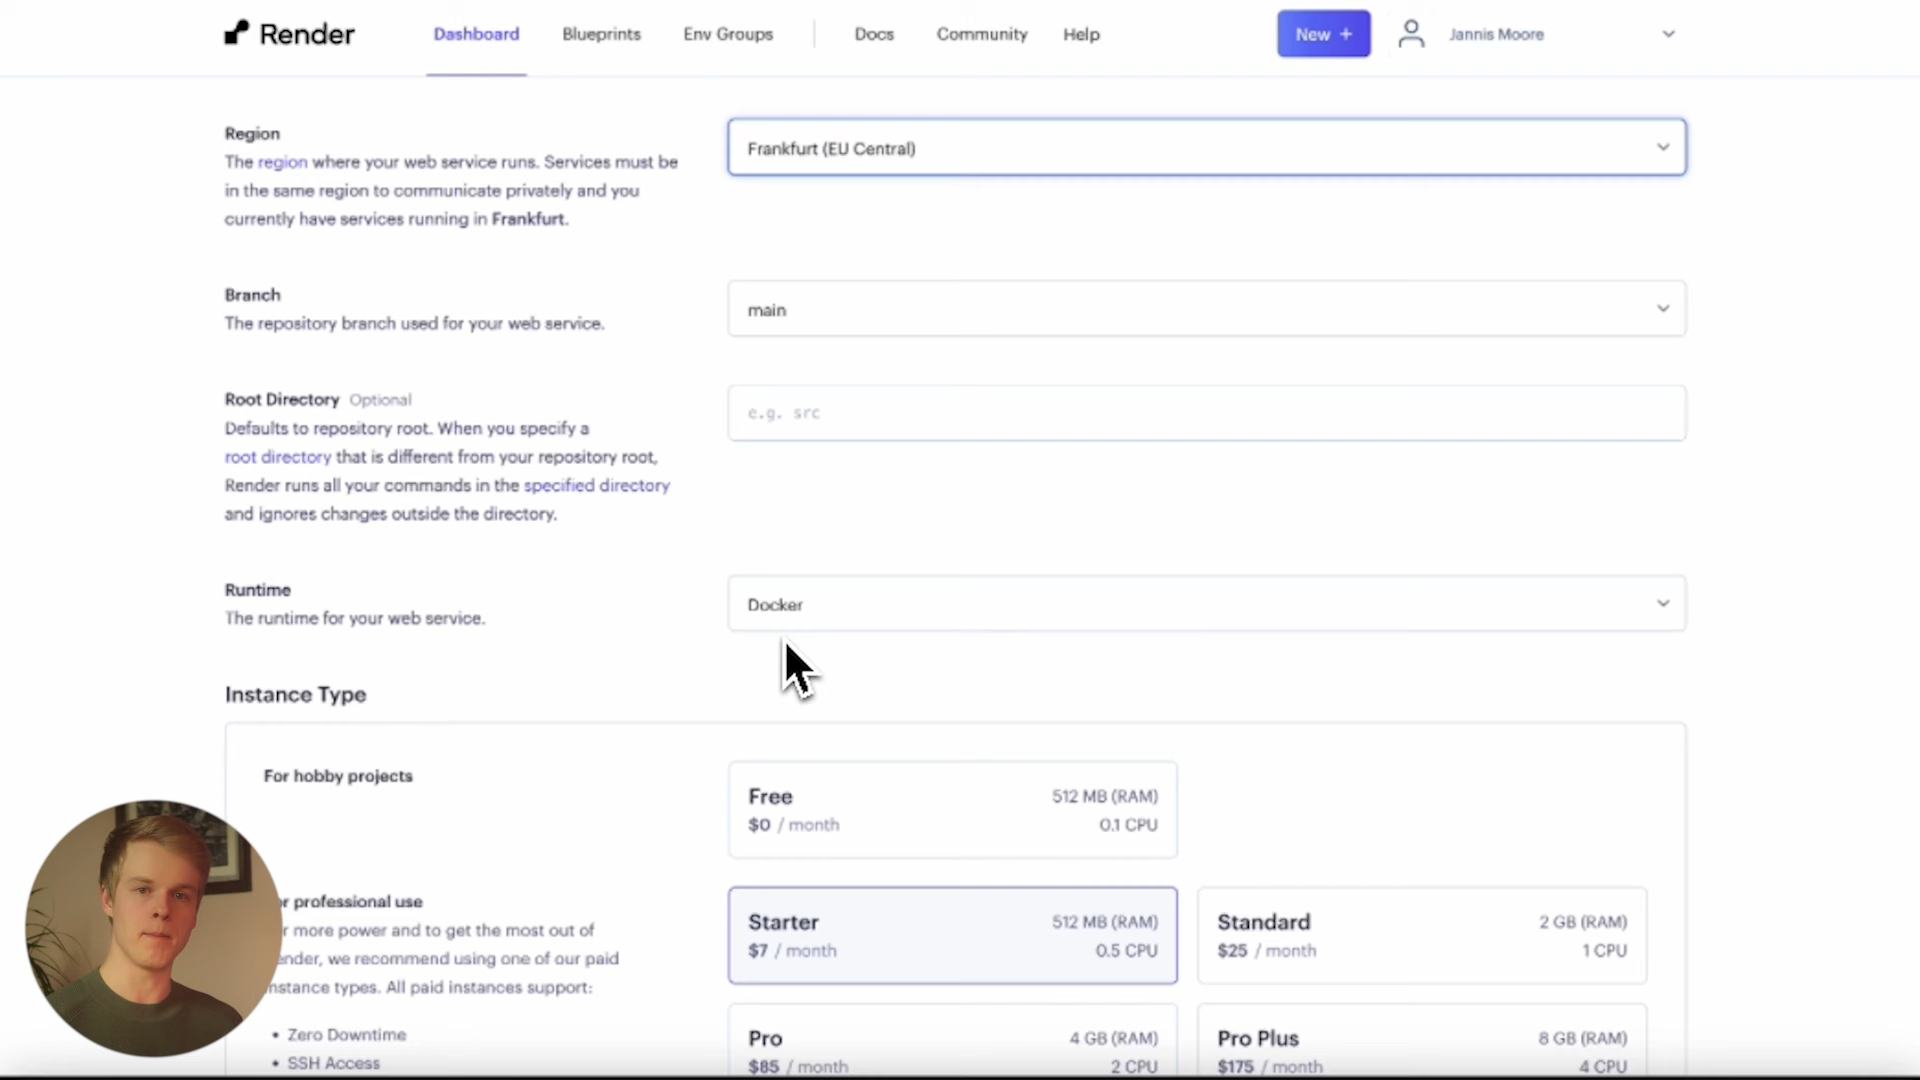 Render
Dashboard
Blueprints
Env Groups
Docs
Community
Help
New +
Jannis Moore
Region
The region where your web service runs. Services must be
in the same region to communicate privately and you
currently have services running in Frankfurt.
Frankfurt (EU Central)
Branch
The repository branch used for your web service.
main
Root Directory Optional
Defaults to repository root. When you specify a
root directory that is different from your repository root,
Render runs all your commands in the specified directory
and ignores changes outside the directory.
e.g. src
Runtime
The runtime for your web service.
Docker
Instance Type
For hobby projects
Free
512 MB (RAM)
$0 / month
0.1 CPU
professional use
more power and to get the most out of
ender, we recommend using one of our paid
nstance types. All paid instances support:
• Zero Downtime
• SSH Access
Starter
512 MB (RAM)
$7 / month
0.5 CPU
Standard
2 GB (RAM)
$25 / month
1 CPU
Pro
4 GB (RAM)
$85 / month
2 CPU
Pro Plus
8 GB (RAM)
$175 / month
4 CPU